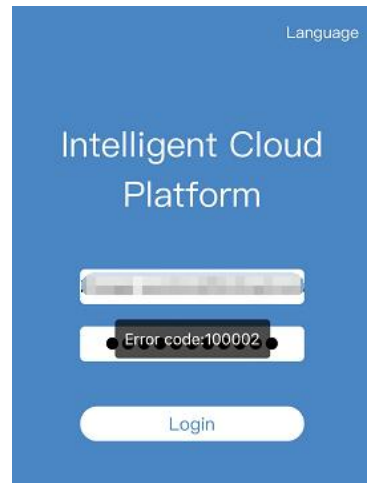 Language
Intelligent Cloud
Platform
Error code:100002
Login